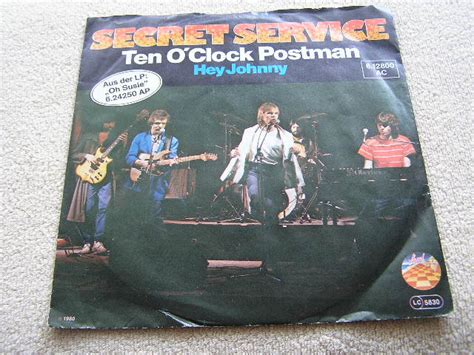 SECRET SERVICE
Ten O'Clock Postman
Hey Johnny
6.12800
AC
Aus der LP:
„Oh Susie"
6.24250 AP
LC 5830
1980